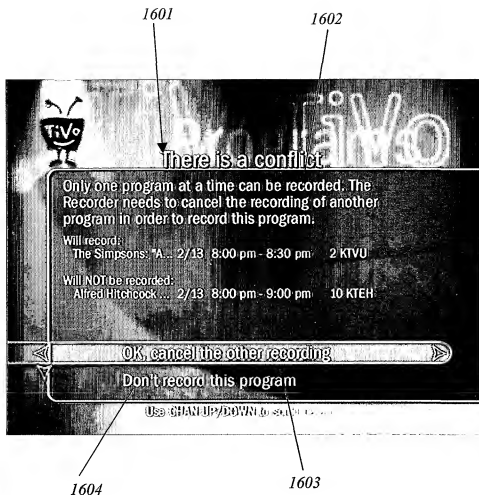 1601
1602
TiVo
TiVo
There is a conflict
Only one program at a time can be recorded. The
Recorder needs to cancel the recording of another
program in order to record this program.
Will record:
The Simpsons: "A... 2/13 8:00 pm - 8:30 pm 2 KTVU
Will NOT be recorded:
Alfred Hitchcock ... 2/13 8:00 pm - 9:00 pm 10 KTEH
OK, cancel the other recording
Don't record this program
Use CHAN UP/DOWN to
1604
1603